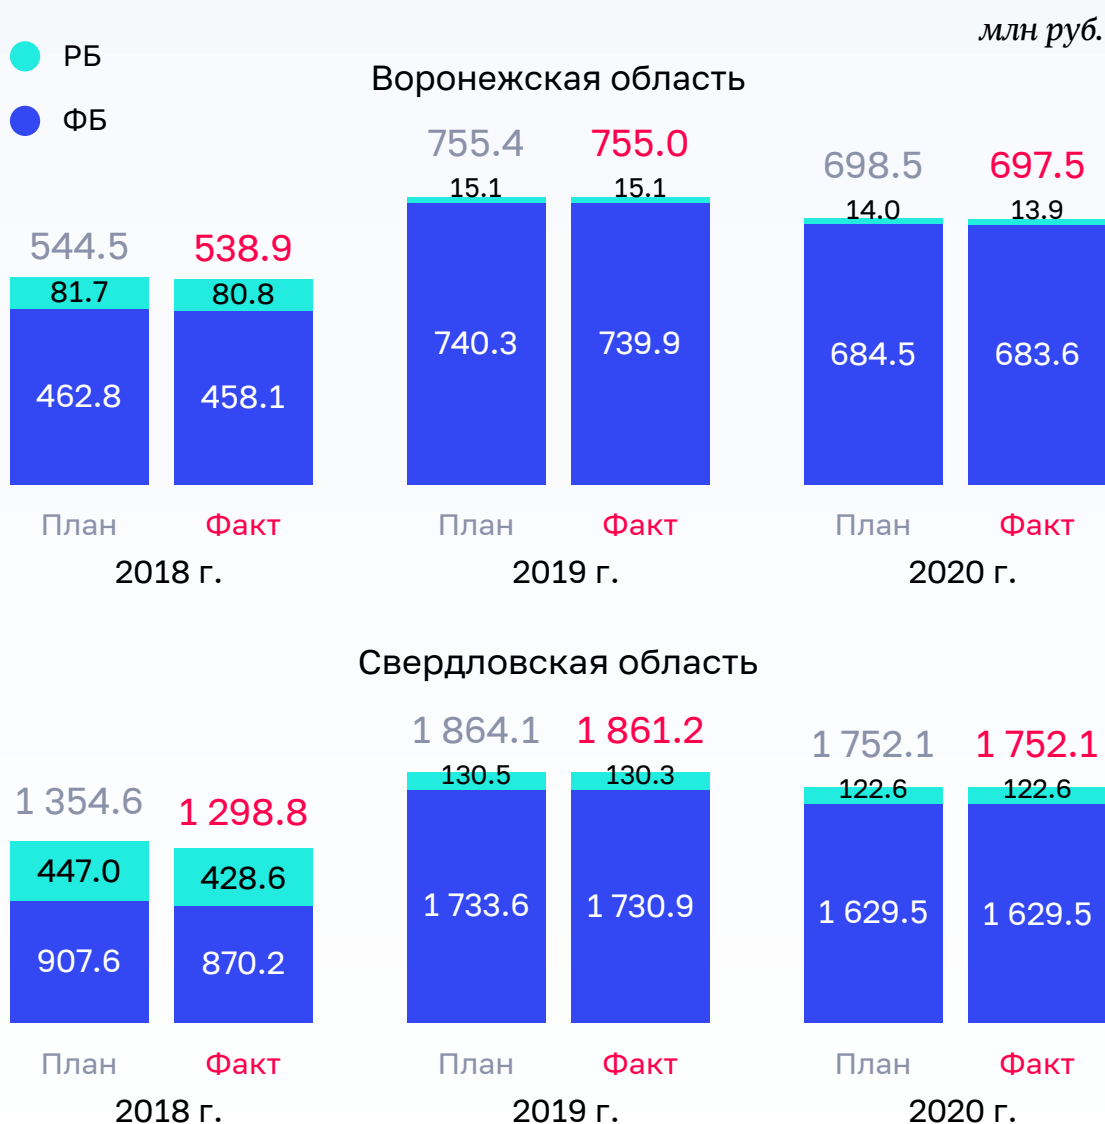 млн руб.
РБ
ФБ
Воронежская область
755.4 755.0
15.1 15.1
698.5 697.5
14.0 13.9
544.5 538.9
81.7 80.8
740.3 739.9
684.5 683.6
462.8 458.1
План Факт План Факт План Факт
2018 г. 2019 г. 2020 г.
Свердловская область
1 864.1 1 861.2
130.5 130.3
1 752.1 1 752.1
122.6 122.6
1 354.6 1 298.8
447.0 428.6
1 733.6 1 730.9
1 629.5 1 629.5
907.6 870.2
План Факт План Факт План Факт
2018 г. 2019 г. 2020 г.